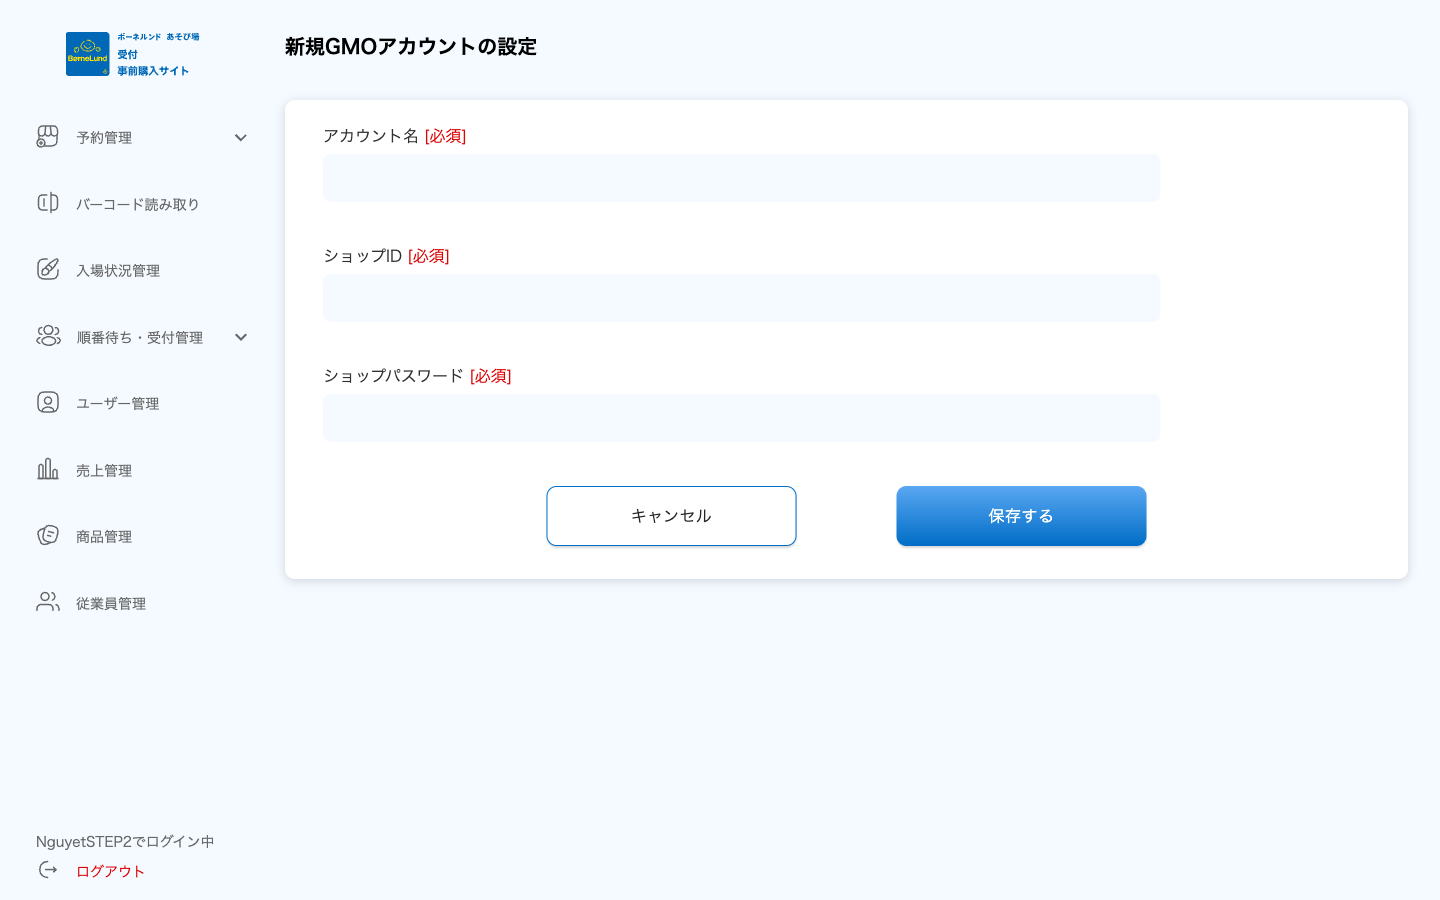 ボーネルンド あそび場
受付
事前購入サイト
BørneLund
予約管理
バーコード読み取り
入場状況管理
順番待ち・受付管理
ユーザー管理
売上管理
商品管理
従業員管理
NguyetSTEP2でログイン中
ログアウト
新規GMOアカウントの設定
アカウント名 [必須]
ショップID [必須]
ショップパスワード [必須]
キャンセル
保存する